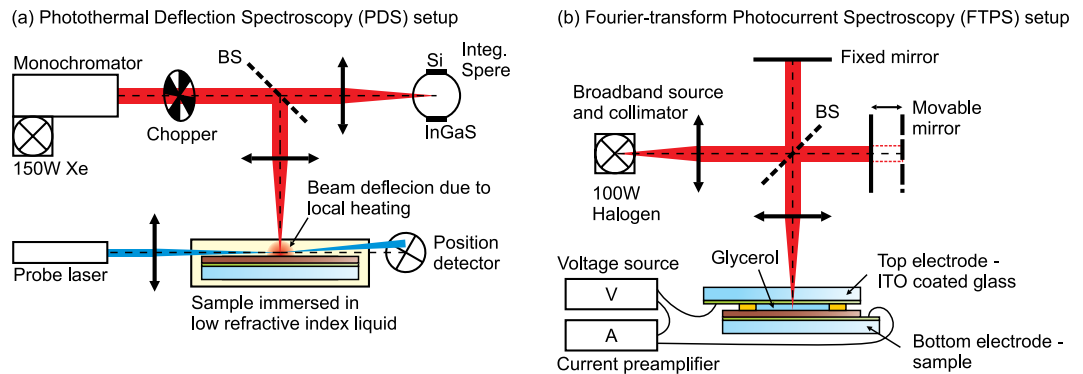 (a) Photothermal Deflection Spectroscopy (PDS) setup
Monochromator
BS
Si
Integ.
Spere
Chopper
InGaS
150W Xe
Beam deflecion due to
local heating
Probe laser
Position
detector
Sample immersed in
low refractive index liquid
(b) Fourier-transform Photocurrent Spectroscopy (FTPS) setup
Fixed mirror
Broadband source
and collimator
BS
Movable
mirror
100W
Halogen
Voltage source
Glycerol
Top electrode -
ITO coated glass
V
A
Current preamplifier
Bottom electrode -
sample